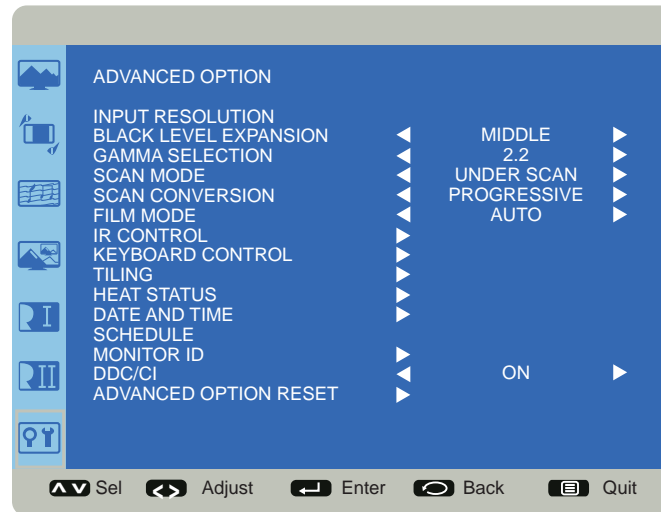 ADVANCED OPTION
INPUT RESOLUTION
BLACK LEVEL EXPANSION MIDDLE
GAMMA SELECTION 2.2
SCAN MODE UNDER SCAN
SCAN CONVERSION PROGRESSIVE
FILM MODE AUTO
IR CONTROL
KEYBOARD CONTROL
TILING
HEAT STATUS
DATE AND TIME
SCHEDULE
MONITOR ID
DDC/CI ON
ADVANCED OPTION RESET
I
II
Sel Adjust Enter Back Quit